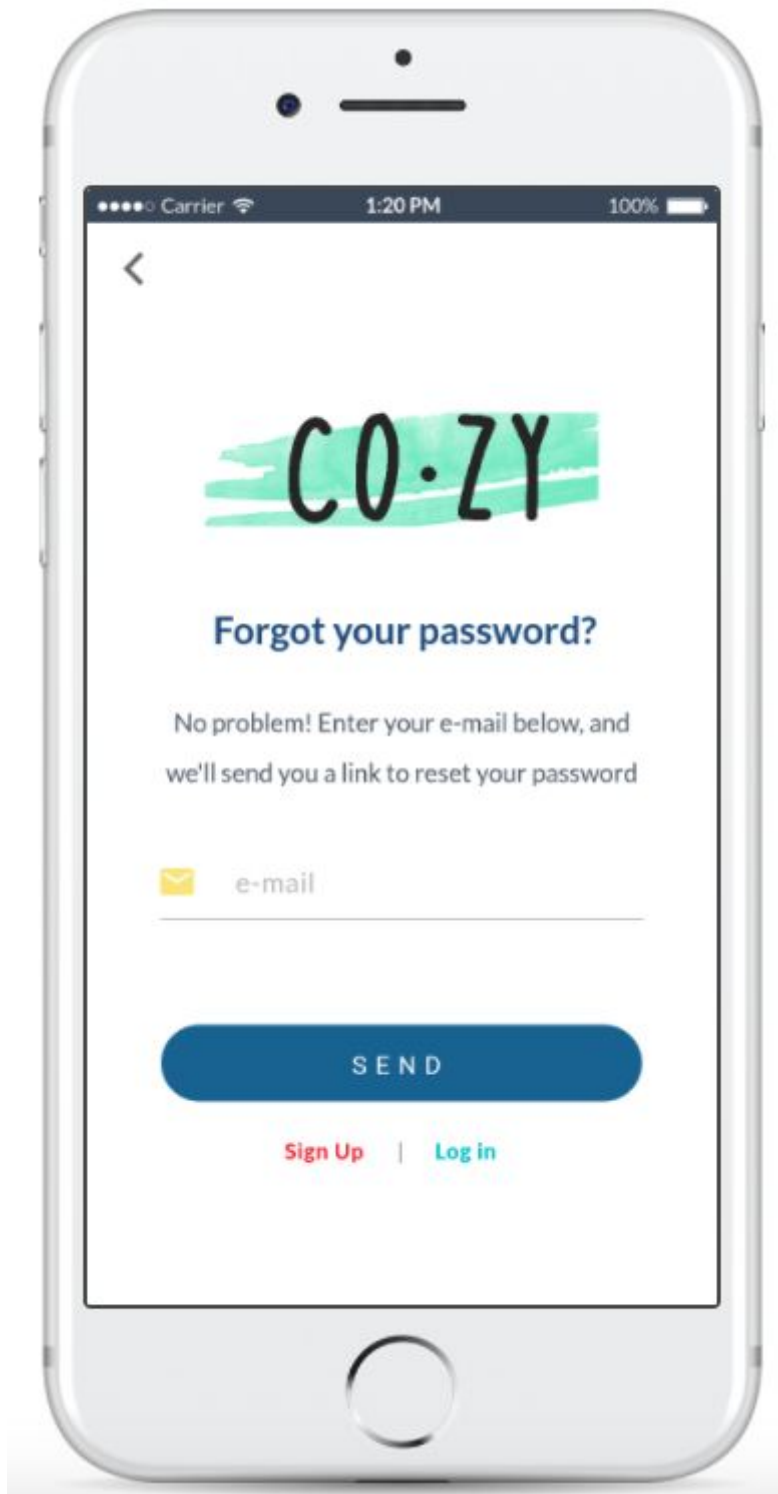 Carrier 1:20 PM 100%
CO·ZY
Forgot your password?
No problem! Enter your e-mail below, and
we'll send you a link to reset your password
e-mail
SEND
Sign Up | Log in